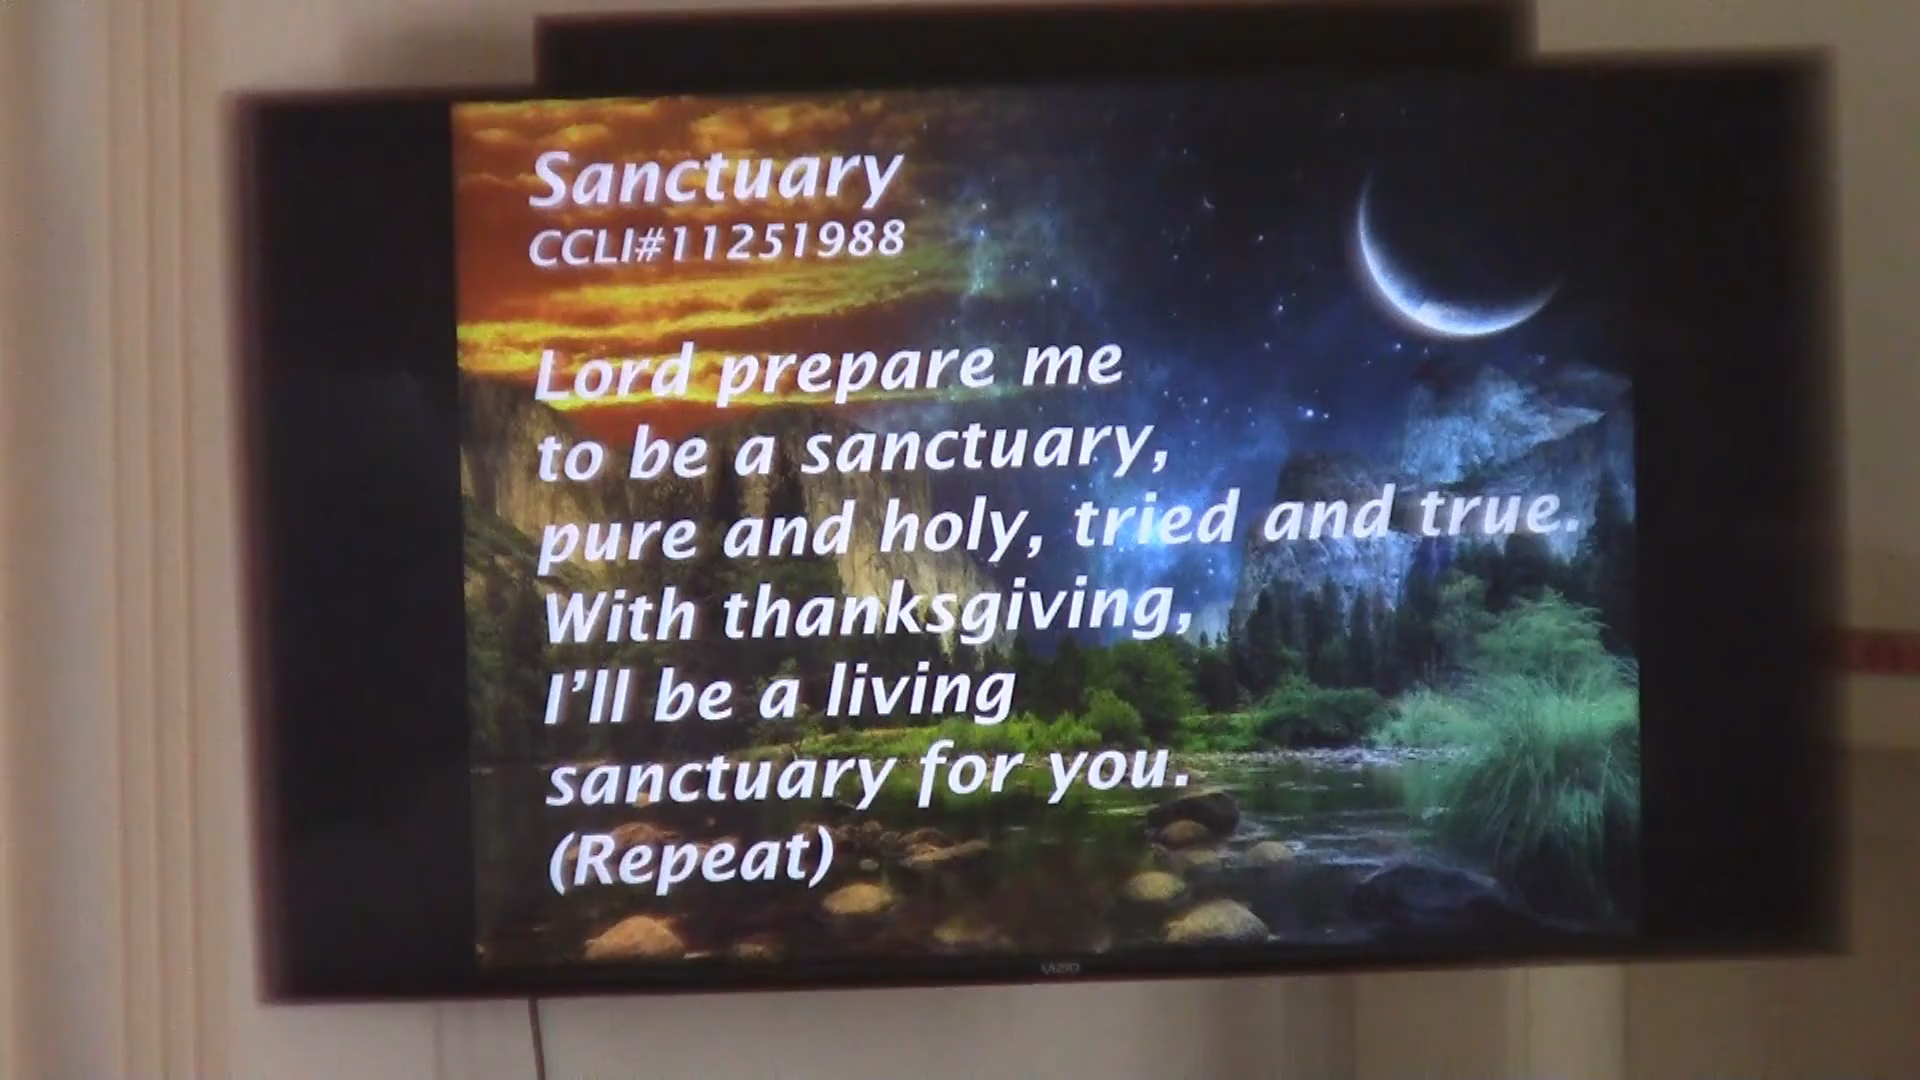 Sanctuary
CCLI#11251988
Lord prepare me
to be a sanctuary,
pure and holy, tried and true.
With thanksgiving,
I’ll be a living
sanctuary for you.
(Repeat)
VIZIO